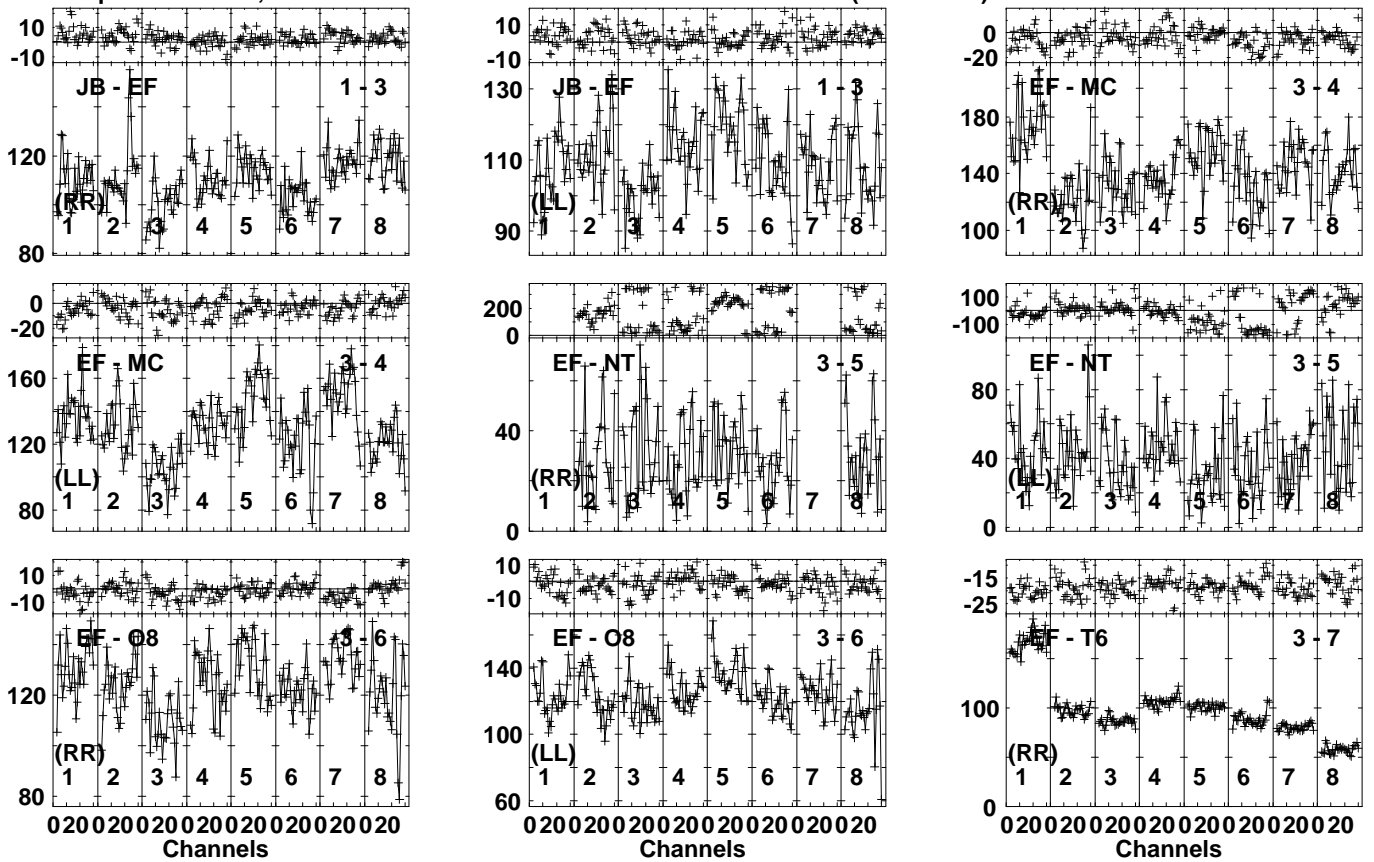 10
-10
JB - EF 1 - 3
120
(RR)
1 2 3 4 5 6 7 8
80
10
-10
130
JB - EF 1 - 3
110
(LL)
1 2 3 4 5 6 7 8
90
0
-20
EF - MC 3 - 4
180
140
(RR)
100
1 2 3 4 5 6 7 8
0
-20
160
EF - MC 3 - 4
120
(LL)
80
1 2 3 4 5 6 7 8
200
0
EF - NT 3 - 5
40
(RR)
1 2 3 4 5 6 7 8
0
100
-100
EF - NT 3 - 5
80
40
(LL)
1 2 3 4 5 6 7 8
0
10
-10
EF - O8 3 - 6
120
(RR)
80
1 2 3 4 5 6 7 8
0 20 0 20 0 20 0 20 0 20 0 20 0 20 0 20
Channels
10
-10
EF - O8 3 - 6
140
100
(LL)
60
1 2 3 4 5 6 7 8
0 20 0 20 0 20 0 20 0 20 0 20 0 20 0 20
Channels
-15
-25
EF - T6 3 - 7
100
(RR)
1 2 3 4 5 6 7 8
0
0 20 0 20 0 20 0 20 0 20 0 20 0 20 0 20
Channels